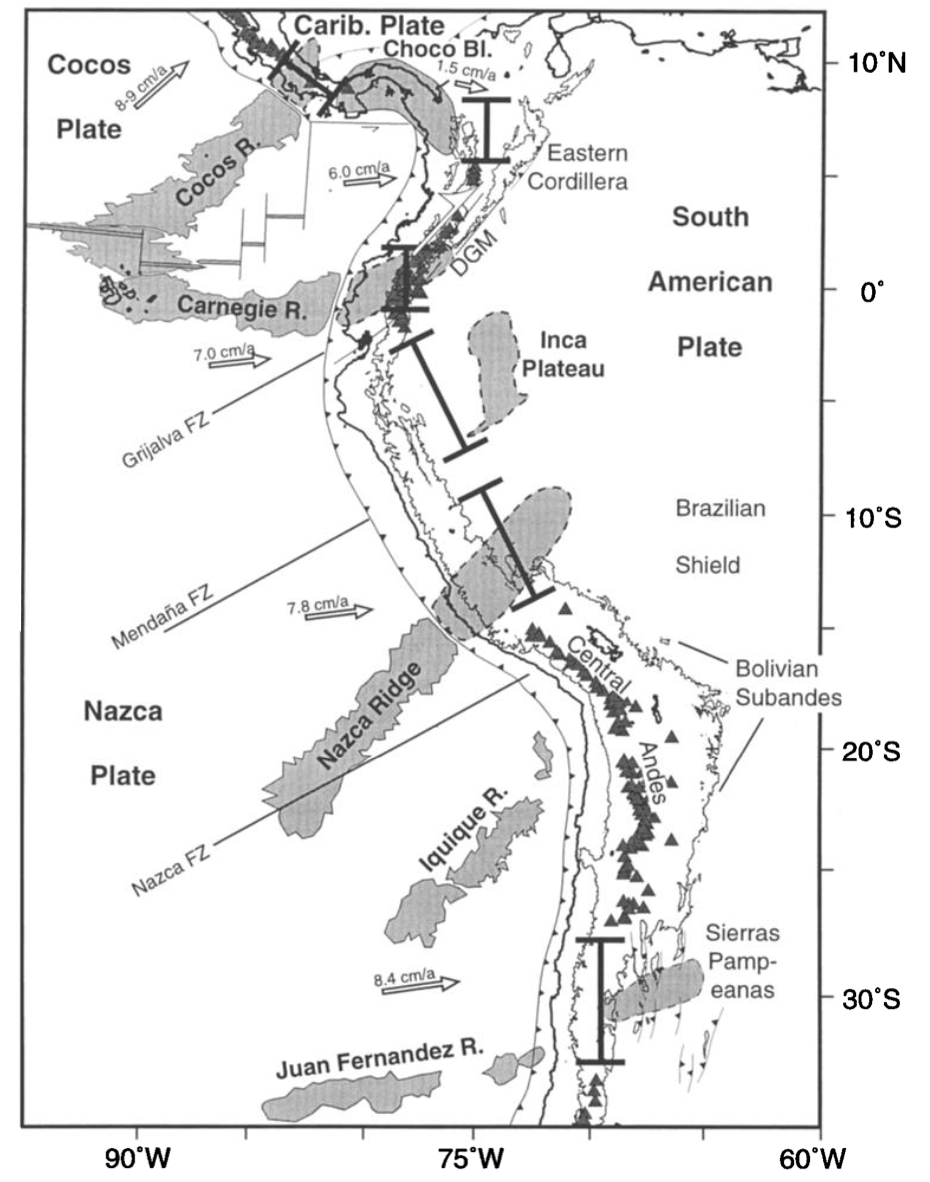 Carib. Plate
Choco Bl.
1.5 cm/a
10˚N
Cocos
Plate
8-9 cm/a
Cocos R.
6.0 cm/a
Eastern
Cordillera
South
American
Plate
DGM
0˚
Carnegie R.
7.0 cm/a
Inca
Plateau
Grijalva FZ
10˚S
Brazilian
Shield
Mendaña FZ
7.8 cm/a
Central
Andes
Bolivian
Subandes
Nazca
Plate
Nazca Ridge
20˚S
Iquique R.
Nazca FZ
Sierras
Pamp-
eanas
8.4 cm/a
30˚S
Juan Fernandez R.
90˚W
75˚W
60˚W